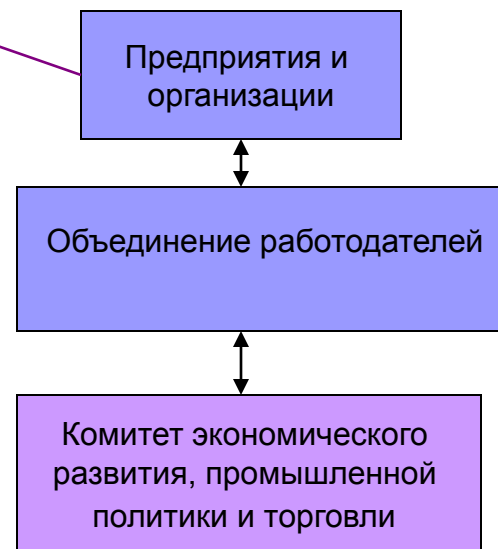 Предприятия и
организации
Объединение работодателей
Комитет экономического
развития, промышленной
политики и торговли